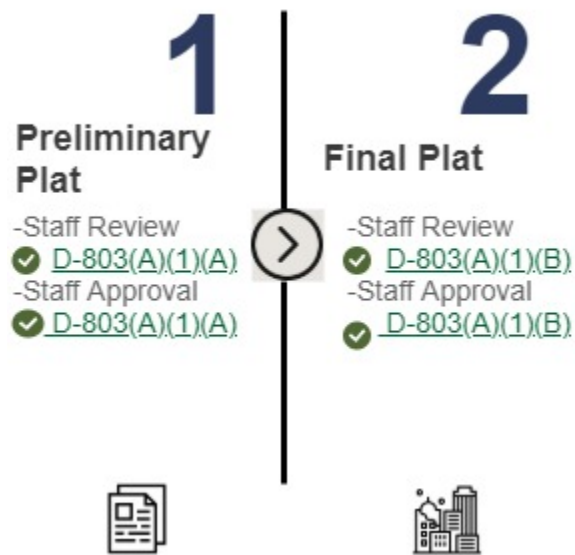 1
Preliminary
Plat
-Staff Review
D-803(A)(1)(A)
-Staff Approval
D-803(A)(1)(A)
2
Final Plat
-Staff Review
D-803(A)(1)(B)
-Staff Approval
D-803(A)(1)(B)